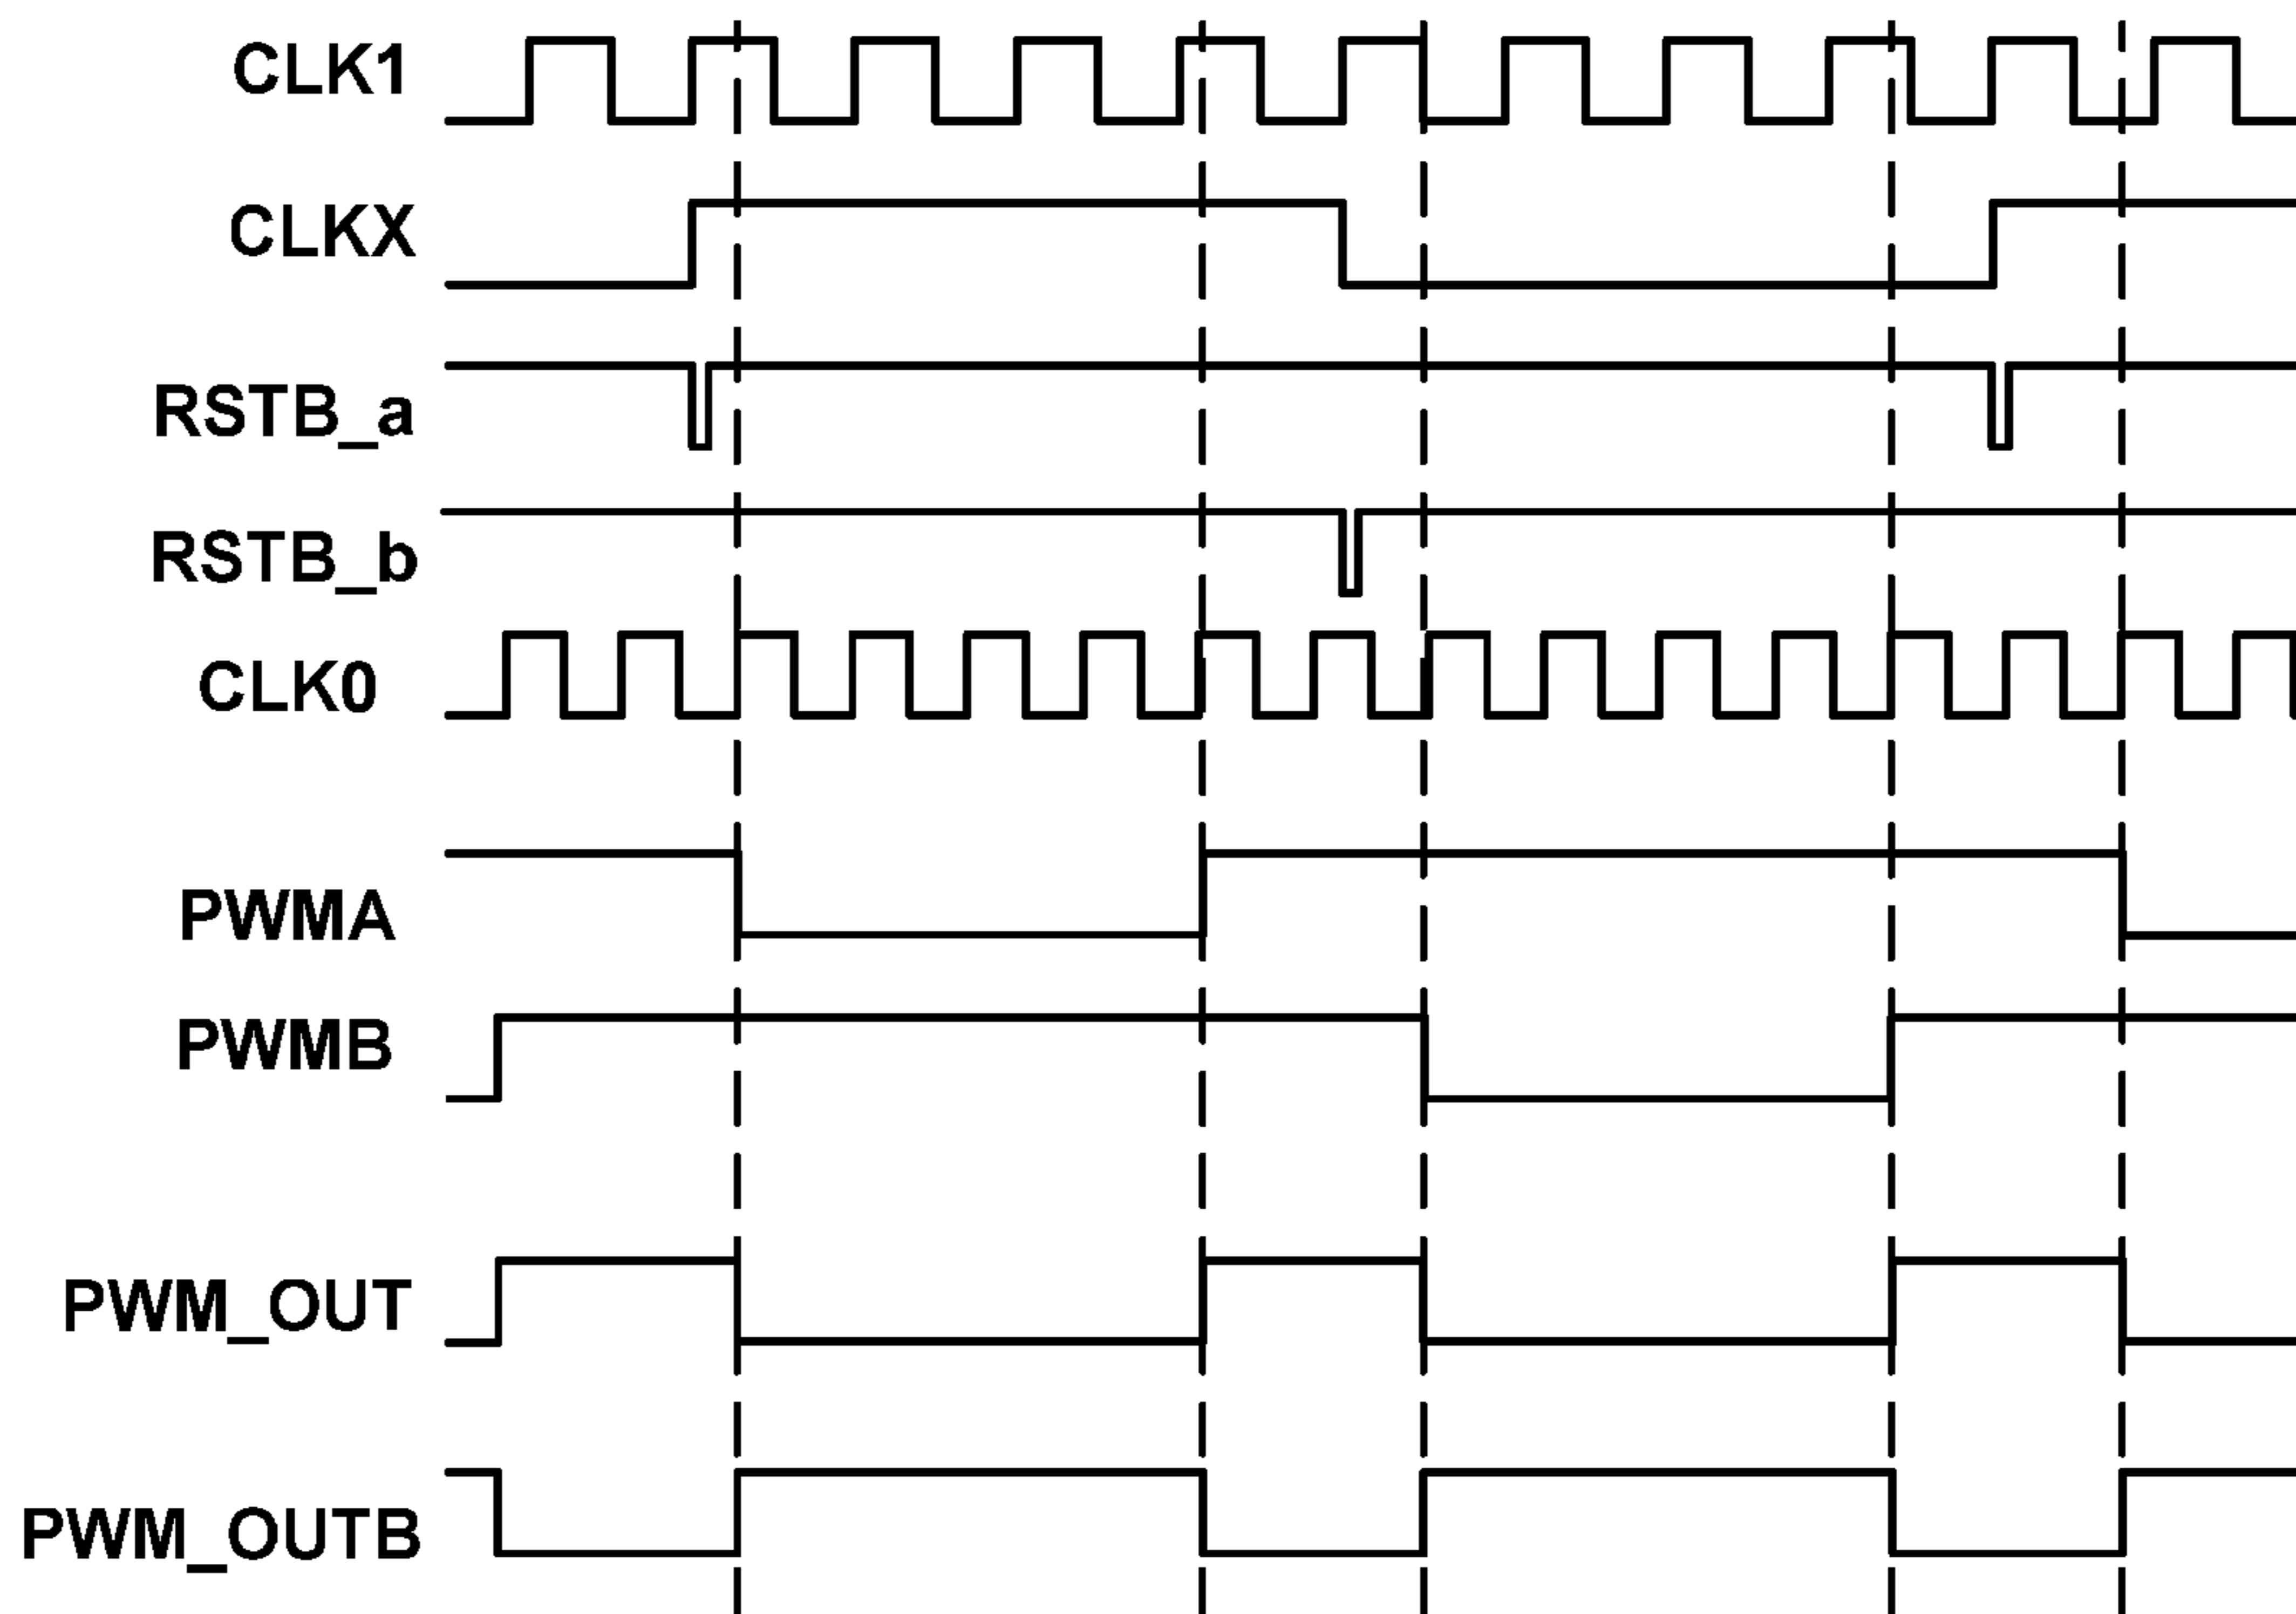 CLK1
CLKX
RSTB_a
RSTB_b
CLK0
PWMA
PWMB
PWM_OUT
PWM_OUTB